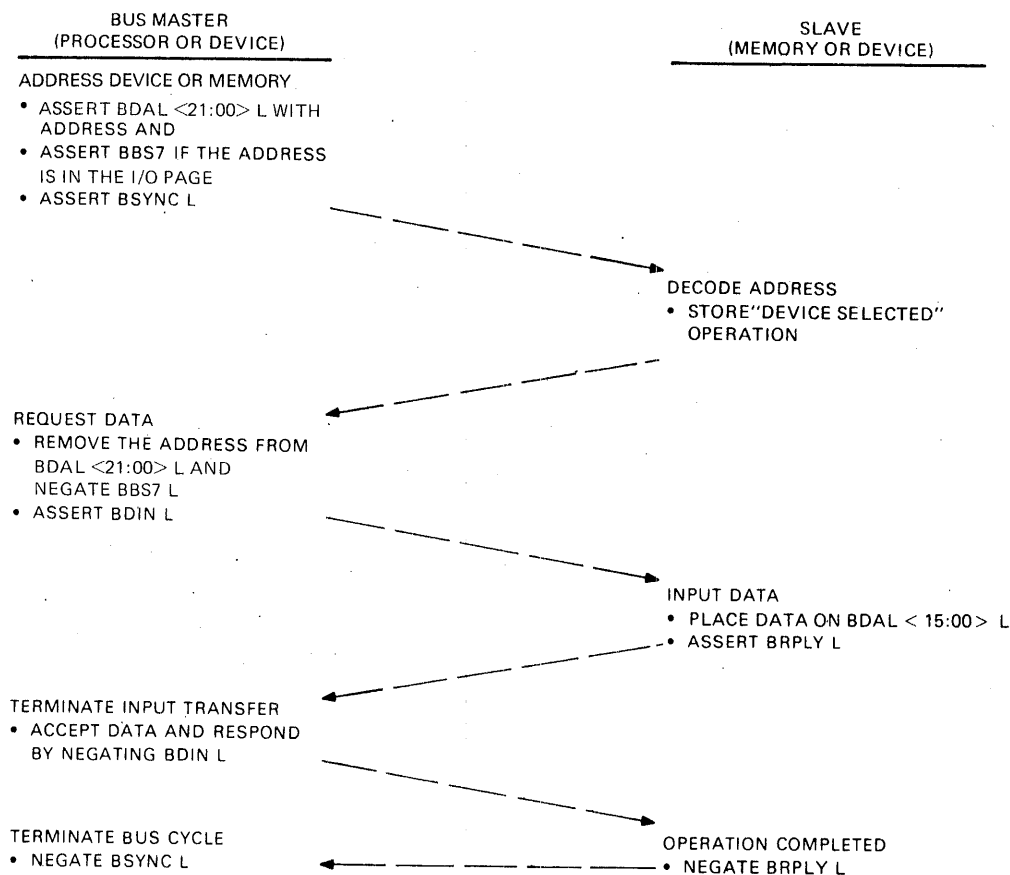 BUS MASTER
(PROCESSOR OR DEVICE)
SLAVE
(MEMORY OR DEVICE)
ADDRESS DEVICE OR MEMORY
• ASSERT BDAL <21:00> L WITH
ADDRESS AND
• ASSERT BBS7 IF THE ADDRESS
IS IN THE I/O PAGE
• ASSERT BSYNC L
DECODE ADDRESS
• STORE "DEVICE SELECTED"
OPERATION
REQUEST DATA
• REMOVE THE ADDRESS FROM
BDAL <21:00> L AND
NEGATE BBS7 L
• ASSERT BDIN L
INPUT DATA
• PLACE DATA ON BDAL < 15:00 > L
• ASSERT BRPLY L
TERMINATE INPUT TRANSFER
• ACCEPT DATA AND RESPOND
BY NEGATING BDIN L
OPERATION COMPLETED
• NEGATE BRPLY L
TERMINATE BUS CYCLE
• NEGATE BSYNC L